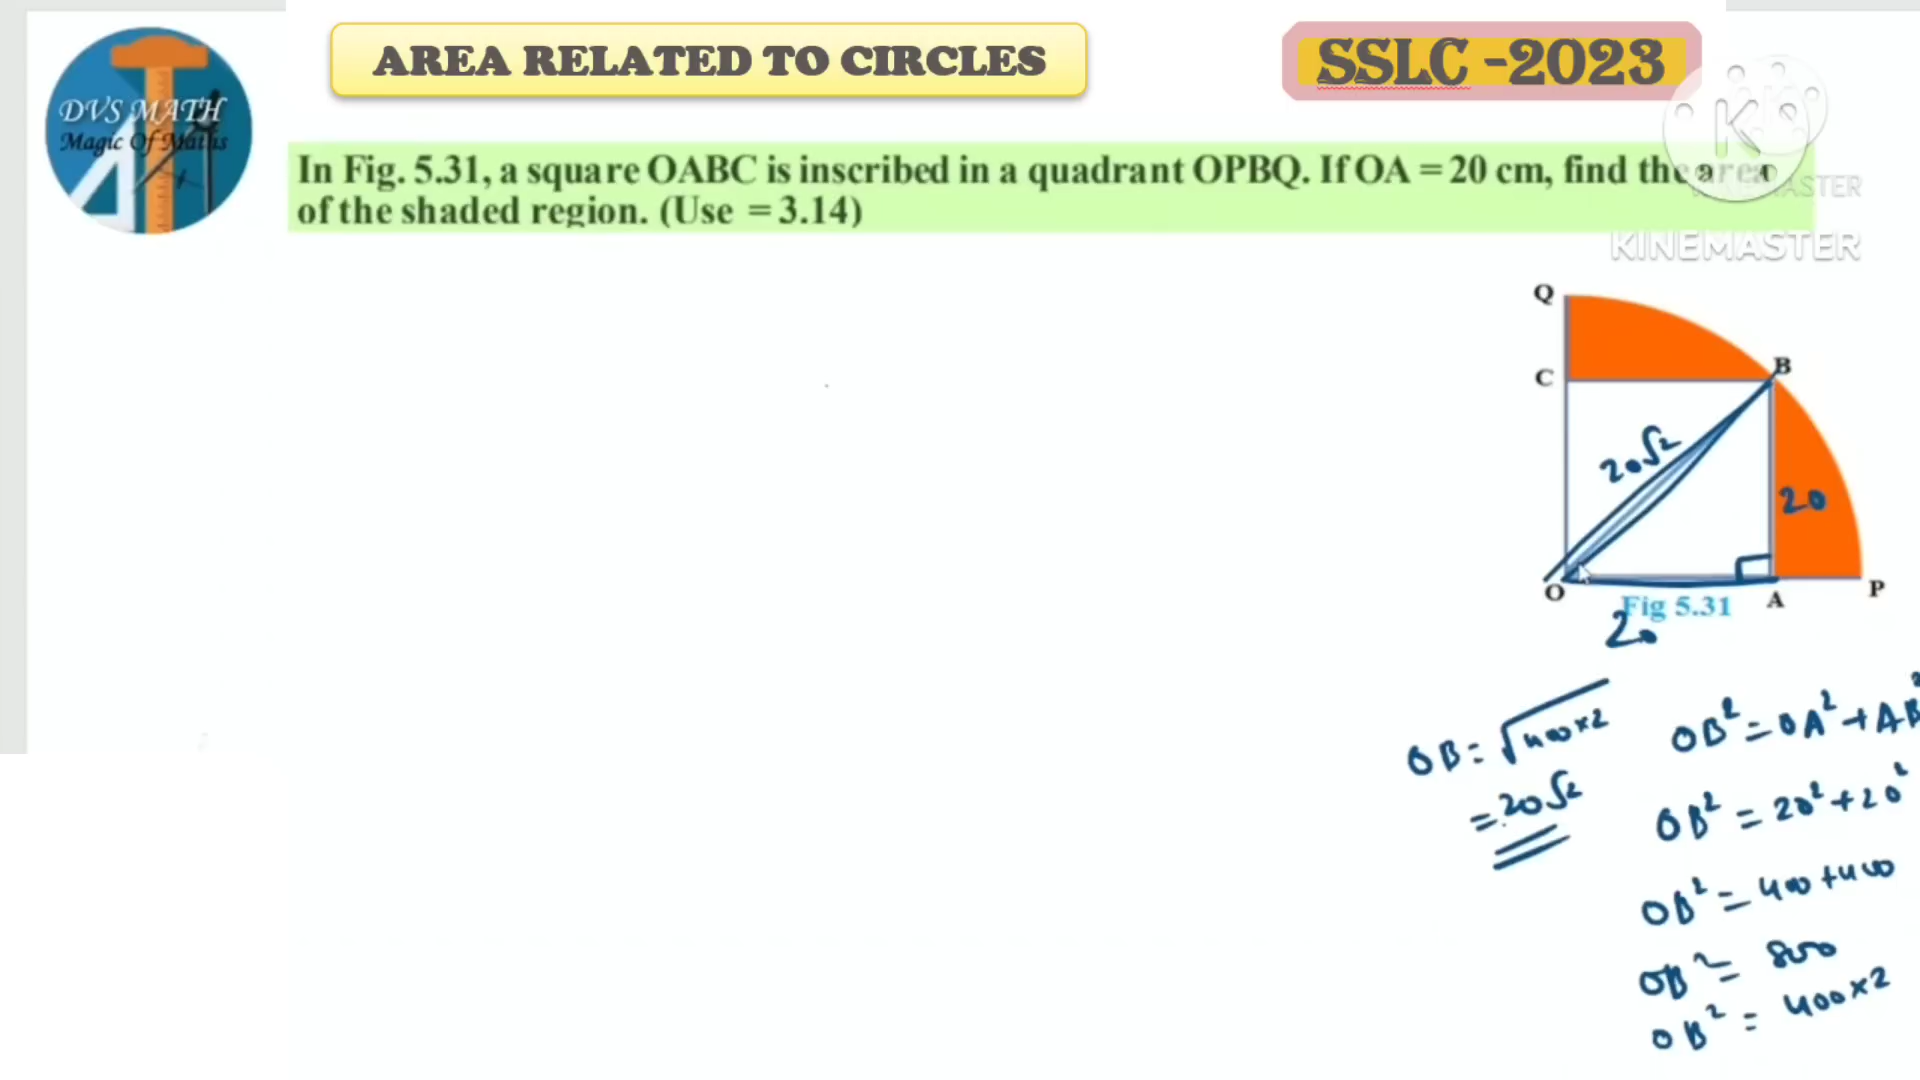 AREA RELATED TO CIRCLES
SSLC -2023
DVS MATH
Magic Of Maths
In Fig. 5.31, a square OABC is inscribed in a quadrant OPBQ. If OA = 20 cm, find the area
of the shaded region. (Use = 3.14)
K
KINEMASTER
Q
B
C
20√2
20
O
A
P
Fig 5.31
20
OB = √400×2
= 20√2
OB² = OA² + AB²
OB² = 20² + 20²
OB² = 400 + 400
OB² = 800
OB² = 400×2